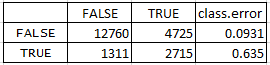 FALSE TRUE class.error
FALSE 12760 4725 0.0931
TRUE 1311 2715 0.635